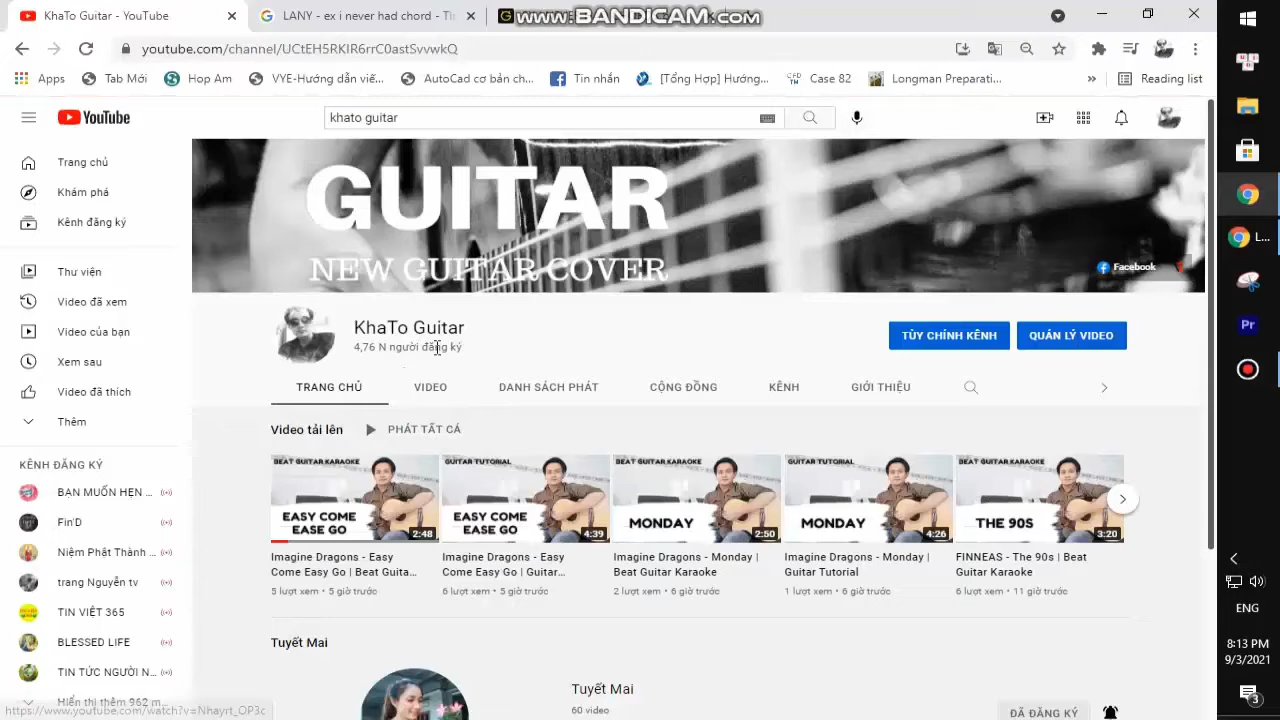 KhaTo Guitar - YouTube
LANY - ex i never had chord - Ti
www.BANDICAM.com
youtube.com/channel/UCtEH5RKIR6rrC0astSvvwkQ
Apps
Tab Mới
Hop Am
VYE-Hướng dẫn viế...
AutoCad cơ bản ch...
Tin nhắn
[Tổng Hợp] Hướng...
Case 82
Longman Preparati...
»
Reading list
YouTube
khato guitar
Trang chủ
Khám phá
Kênh đăng ký
Thư viện
Video đã xem
Video của bạn
Xem sau
Video đã thích
Thêm
KÊNH ĐĂNG KÝ
BẠN MUỐN HẸN ...
Fin'D
Niệm Phật Thành ...
trang Nguyễn tv
TIN VIỆT 365
BLESSED LIFE
TIN TỨC NGƯỜI N...
Hiển thị thêm 962 m...
https://www.youtube.com/watch?v=Nhayrt_OP3c
GUITAR
NEW GUITAR COVER
Facebook
KhaTo Guitar
4,76 N người đăng ký
TÙY CHỈNH KÊNH
QUẢN LÝ VIDEO
TRANG CHỦ
VIDEO
DANH SÁCH PHÁT
CỘNG ĐỒNG
KÊNH
GIỚI THIỆU
Video tải lên
PHÁT TẤT CẢ
BEAT GUITAR KARAOKE
EASY COME
EASE GO
2:48
Imagine Dragons - Easy
Come Easy Go | Beat Guita...
5 lượt xem • 5 giờ trước
GUITAR TUTORIAL
EASY COME
EASE GO
4:39
Imagine Dragons - Easy
Come Easy Go | Guitar...
6 lượt xem • 5 giờ trước
BEAT GUITAR KARAOKE
MONDAY
2:50
Imagine Dragons - Monday |
Beat Guitar Karaoke
2 lượt xem • 6 giờ trước
GUITAR TUTORIAL
MONDAY
4:26
Imagine Dragons - Monday |
Guitar Tutorial
1 lượt xem • 6 giờ trước
BEAT GUITAR KARAOKE
THE 90S
3:20
FINNEAS - The 90s | Beat
Guitar Karaoke
6 lượt xem • 11 giờ trước
Tuyết Mai
Tuyết Mai
60 video
ĐÃ ĐĂNG KÝ
L...
Pr
ENG
8:13 PM
9/3/2021
3